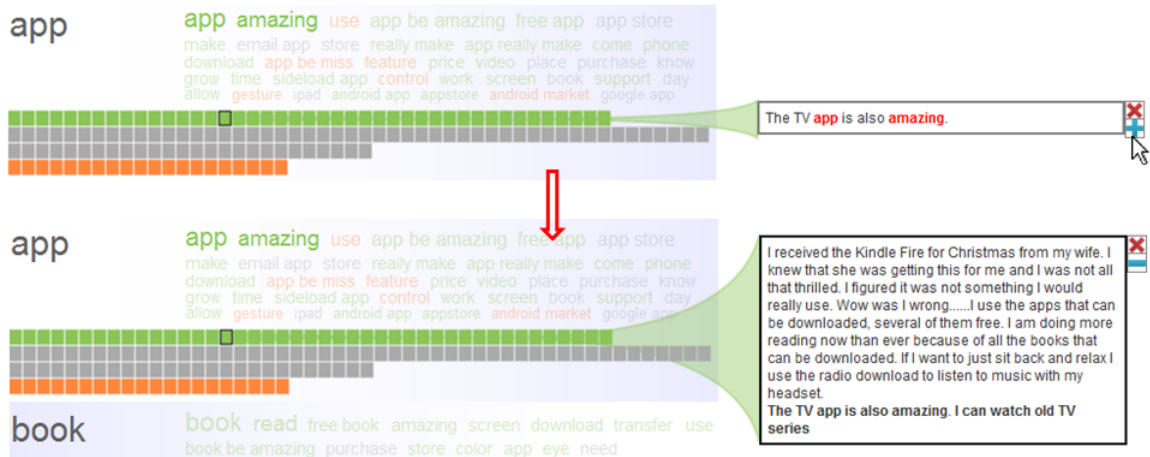 app
app amazing use app be amazing free app app store
make email app store really make app really make come phone
download app be miss feature price video place purchase know
grow time sideload app control work screen book support day
allow gesture ipad android app appstore android market google app
The TV app is also amazing.
app
app amazing use app be amazing free app app store
make email app store really make app really make come phone
download app be miss feature price video place purchase know
grow time sideload app control work screen book support day
allow gesture ipad android app appstore android market google app
I received the Kindle Fire for Christmas from my wife. I
knew that she was getting this for me and I was not all
that thrilled. I figured it was not something I would
really use. Wow was I wrong......I use the apps that can
be downloaded, several of them free. I am doing more
reading now than ever because of all the books that
can be downloaded. If I want to just sit back and relax I
use the radio download to listen to music with my
headset.
The TV app is also amazing. I can watch old TV
series
book
book read free book amazing screen download transfer use
book be amazing purchase store color app eye need